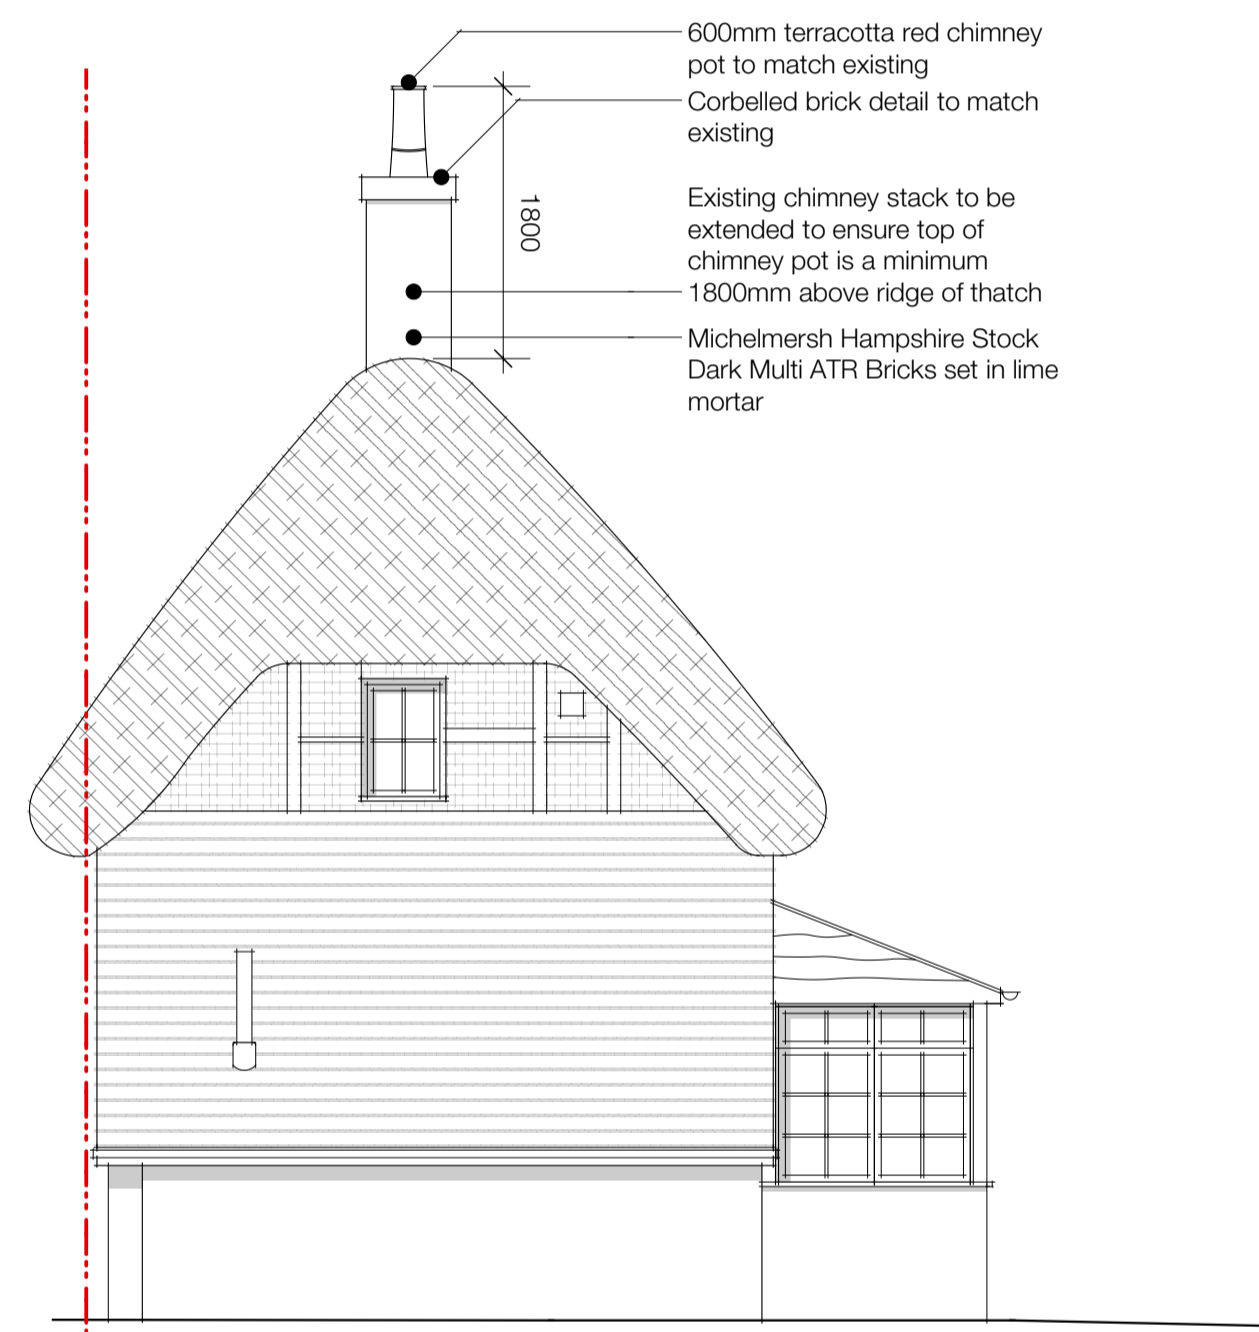 600mm terracotta red chimney
pot to match existing
Corbelled brick detail to match
existing
1800
Existing chimney stack to be
extended to ensure top of
chimney pot is a minimum
1800mm above ridge of thatch
Michelmersh Hampshire Stock
Dark Multi ATR Bricks set in lime
mortar